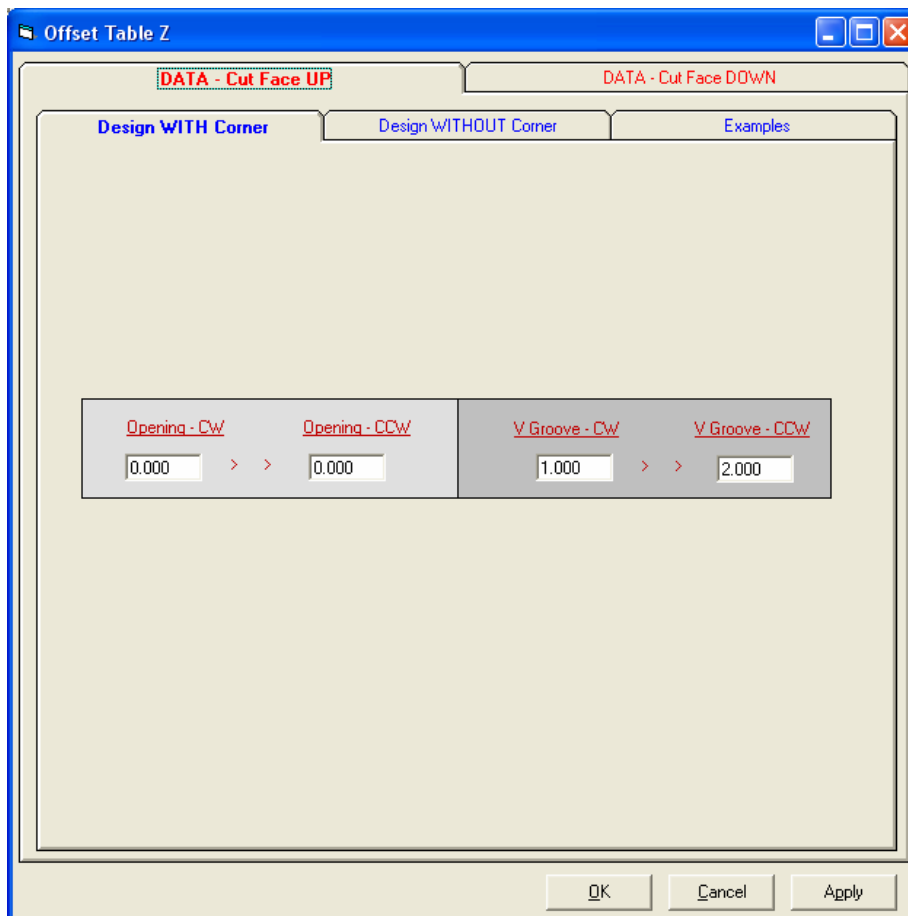 Offset Table Z
DATA - Cut Face UP DATA - Cut Face DOWN
Design WITH Corner Design WITHOUT Corner Examples
Opening - CW Opening - CCW V Groove - CW V Groove - CCW
0.000 > > 0.000 1.000 > > 2.000
OK Cancel Apply